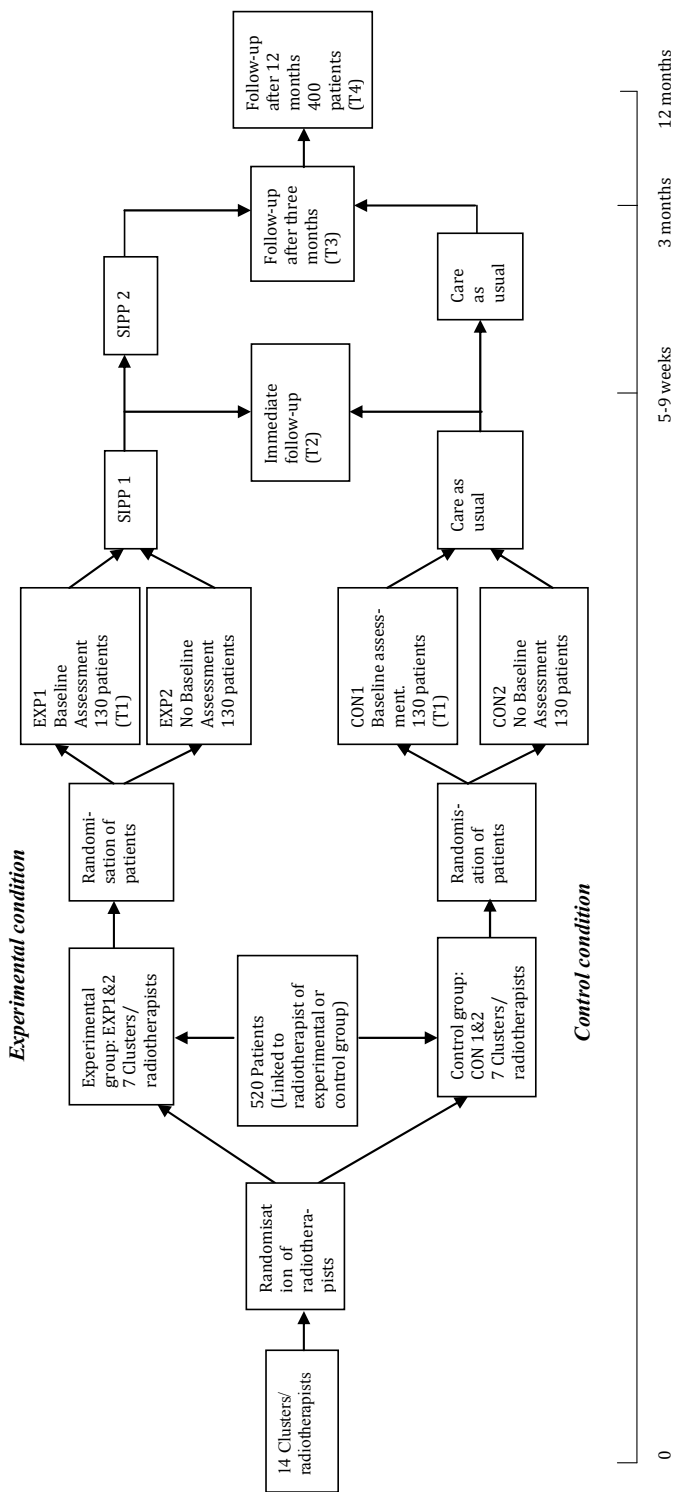 Experimental condition
14 Clusters/
radiotherapists
Randomisat
ion of
radiothera-
pists
Experimental
group: EXP1&2
7 Clusters/
radiotherapists
520 Patients
(Linked to
radiotherapist of
experimental or
control group)
Control group:
CON 1&2
7 Clusters/
radiotherapists
Randomi-
sation of
patients
Randomis-
ation of
patients
EXP1
Baseline
Assessment
130 patients
(T1)
EXP2
No Baseline
Assessment
130 patients
CON1
Baseline assess-
ment.
130 patients
(T1)
CON2
No Baseline
Assessment
130 patients
SIPP 1
Care as
usual
Immediate
follow-up
(T2)
SIPP 2
Care
as
usual
Follow-up
after three
months
(T3)
Follow-up
after 12
months
400
patients
(T4)
Control condition
0
5-9 weeks
3 months
12 months